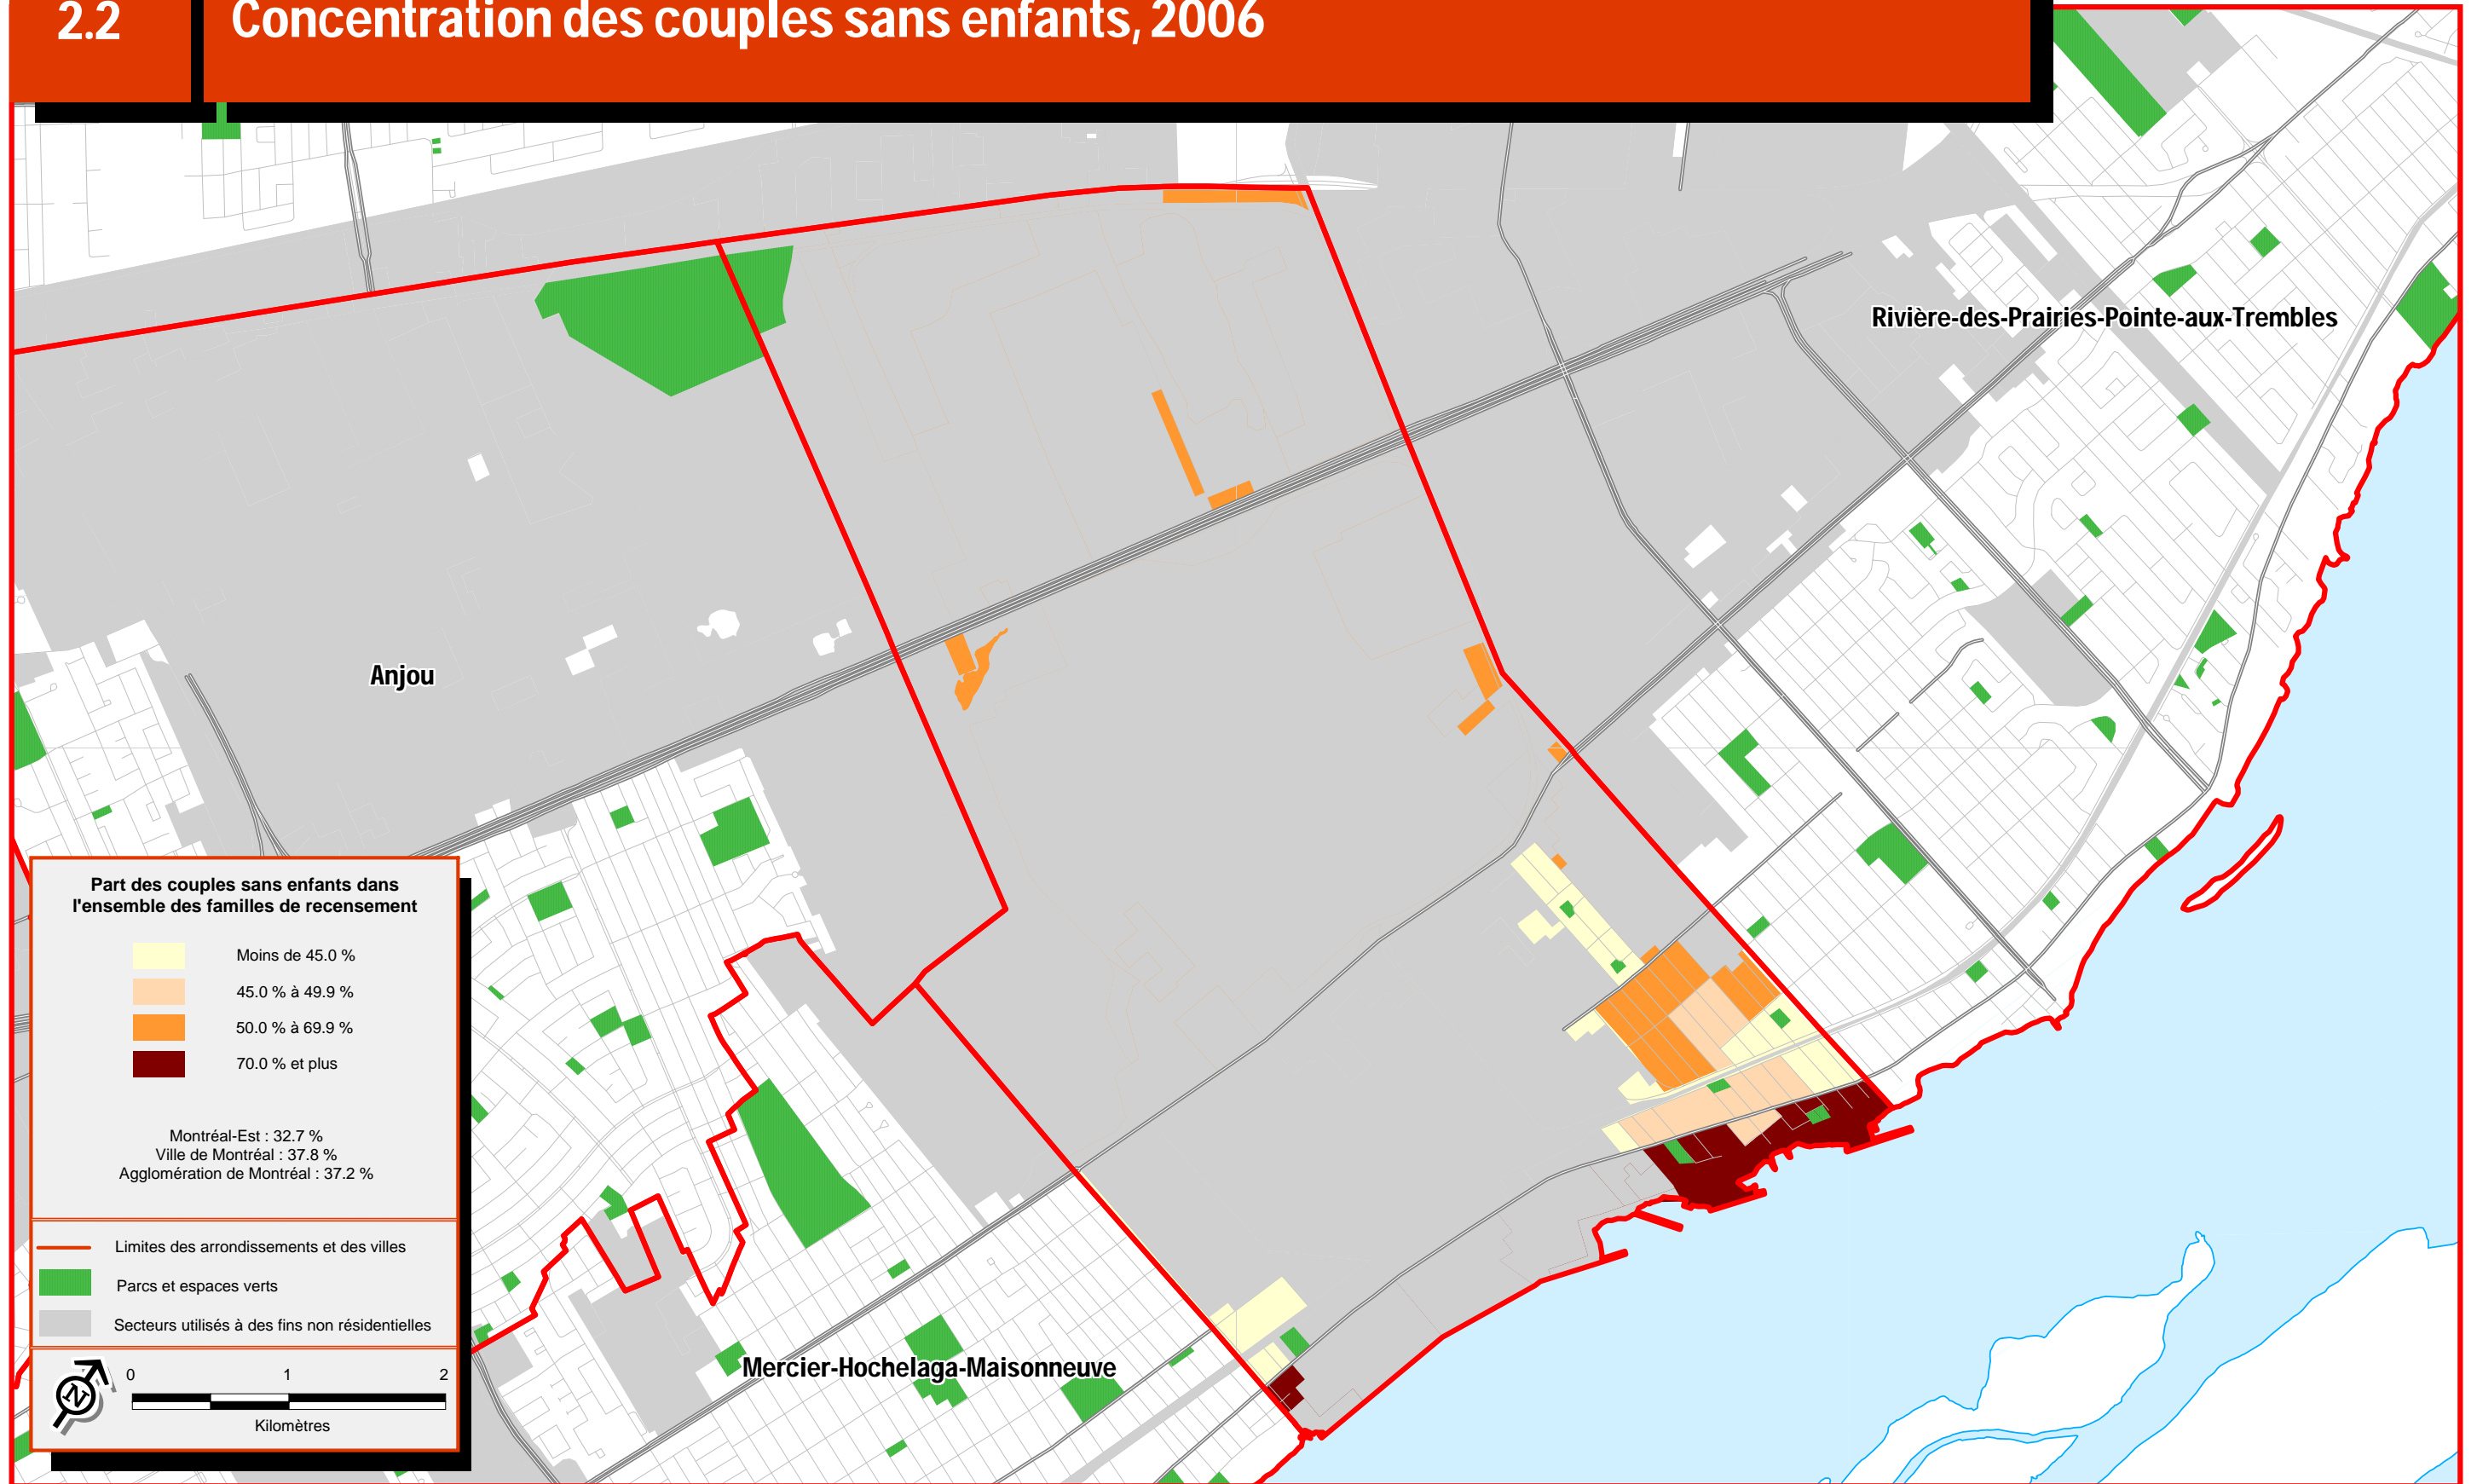 2.2
Concentration des couples sans enfants, 2006
Rivière-des-Prairies-Pointe-aux-Trembles
Anjou
Mercier-Hochelaga-Maisonneuve
Part des couples sans enfants dans
l'ensemble des familles de recensement
Moins de 45.0 %
45.0 % à 49.9 %
50.0 % à 69.9 %
70.0 % et plus
Montréal-Est : 32.7 %
Ville de Montréal : 37.8 %
Agglomération de Montréal : 37.2 %
Limites des arrondissements et des villes
Parcs et espaces verts
Secteurs utilisés à des fins non résidentielles
N
0 1 2
Kilomètres